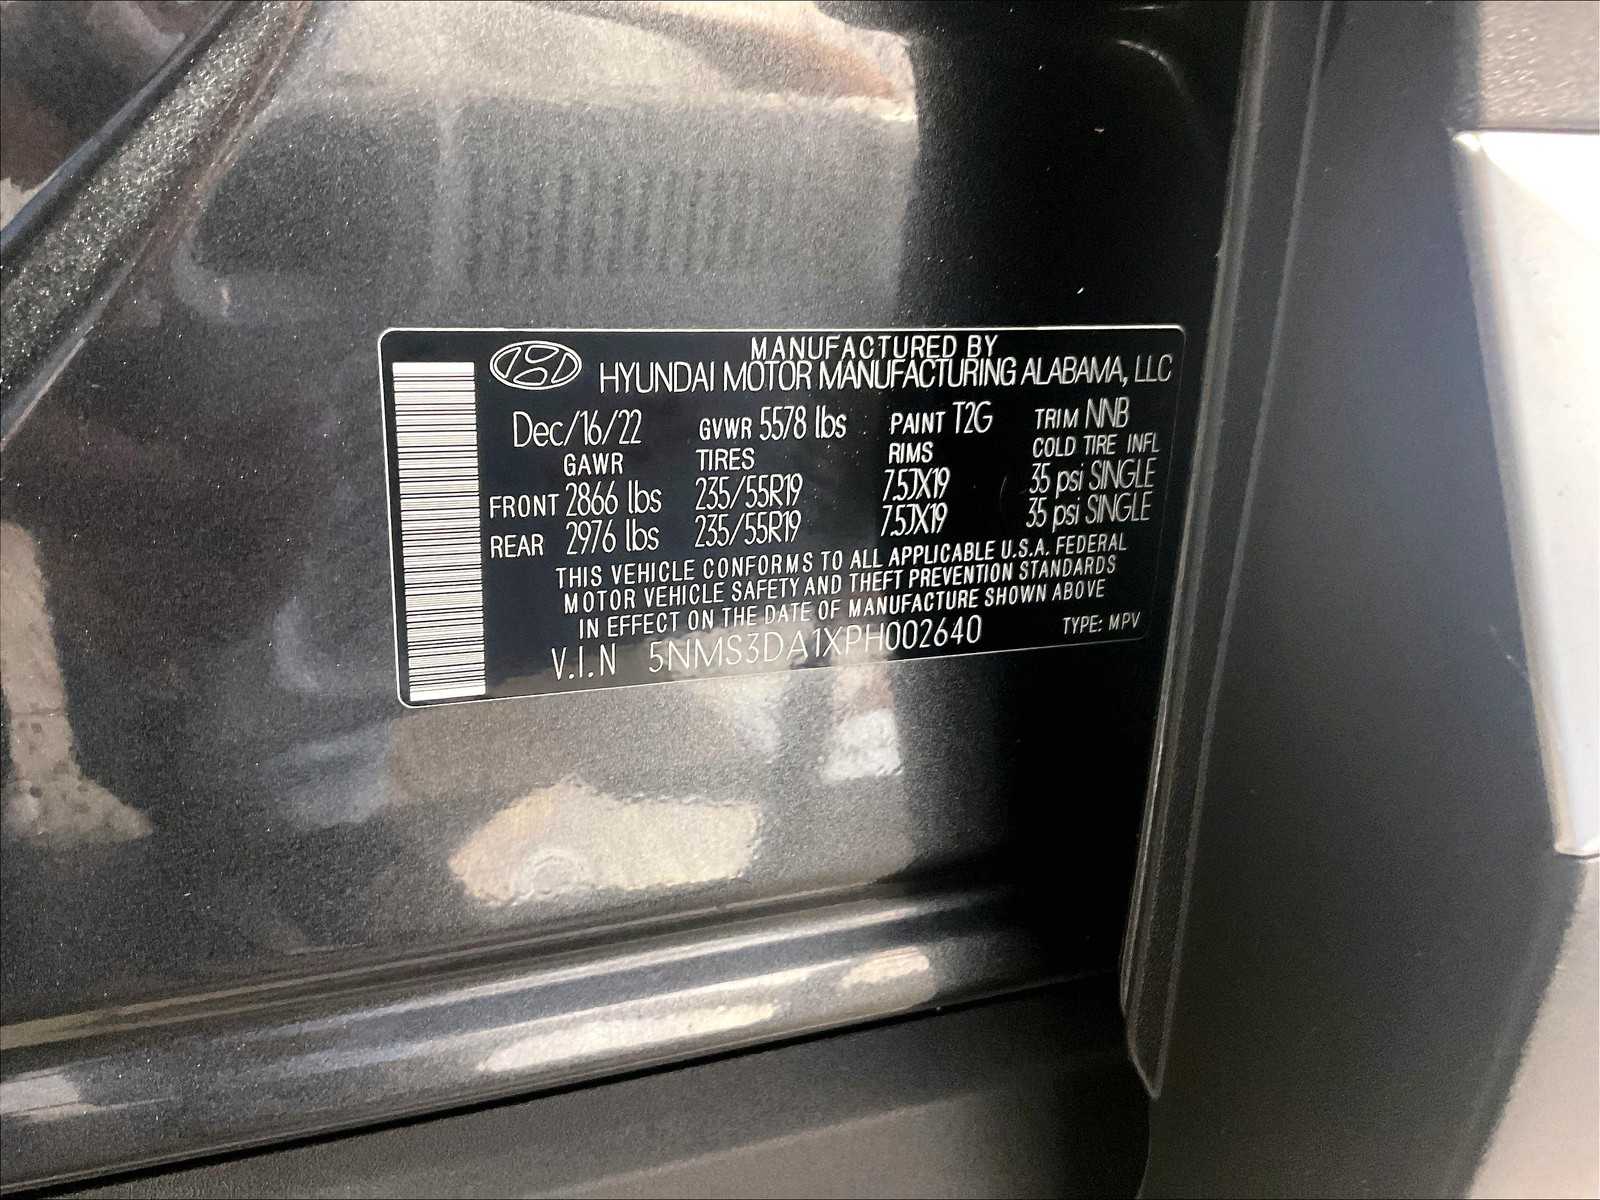 MANUFACTURED BY
HYUNDAI MOTOR MANUFACTURING ALABAMA, LLC
Dec/16/22 GVWR 5578 lbs PAINT T2G TRIM NNB
GAWR TIRES RIMS COLD TIRE INFL
FRONT 2866 lbs 235/55R19 7.5JX19 35 psi SINGLE
REAR 2976 lbs 235/55R19 7.5JX19 35 psi SINGLE
THIS VEHICLE CONFORMS TO ALL APPLICABLE U.S.A. FEDERAL
MOTOR VEHICLE SAFETY AND THEFT PREVENTION STANDARDS
IN EFFECT ON THE DATE OF MANUFACTURE SHOWN ABOVE
V.I.N 5NMS3DA1XPH002640 TYPE: MPV